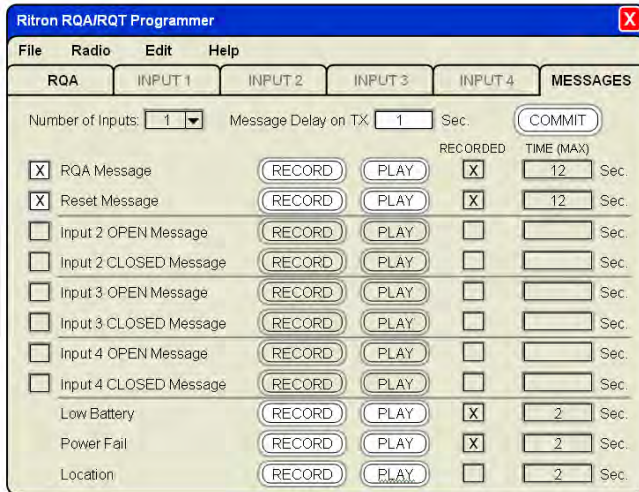 Ritron RQA/RQT Programmer X
File Radio Edit Help
RQA INPUT 1 INPUT 2 INPUT 3 INPUT 4 MESSAGES
Number of Inputs: 1 Message Delay on TX 1 Sec. COMMIT
RECORDED TIME (MAX)
X RQA Message RECORD PLAY X 12 Sec.
X Reset Message RECORD PLAY X 12 Sec.
Input 2 OPEN Message RECORD PLAY Sec.
Input 2 CLOSED Message RECORD PLAY Sec.
Input 3 OPEN Message RECORD PLAY Sec.
Input 3 CLOSED Message RECORD PLAY Sec.
Input 4 OPEN Message RECORD PLAY Sec.
Input 4 CLOSED Message RECORD PLAY Sec.
Low Battery RECORD PLAY X 2 Sec.
Power Fail RECORD PLAY X 2 Sec.
Location RECORD PLAY 2 Sec.